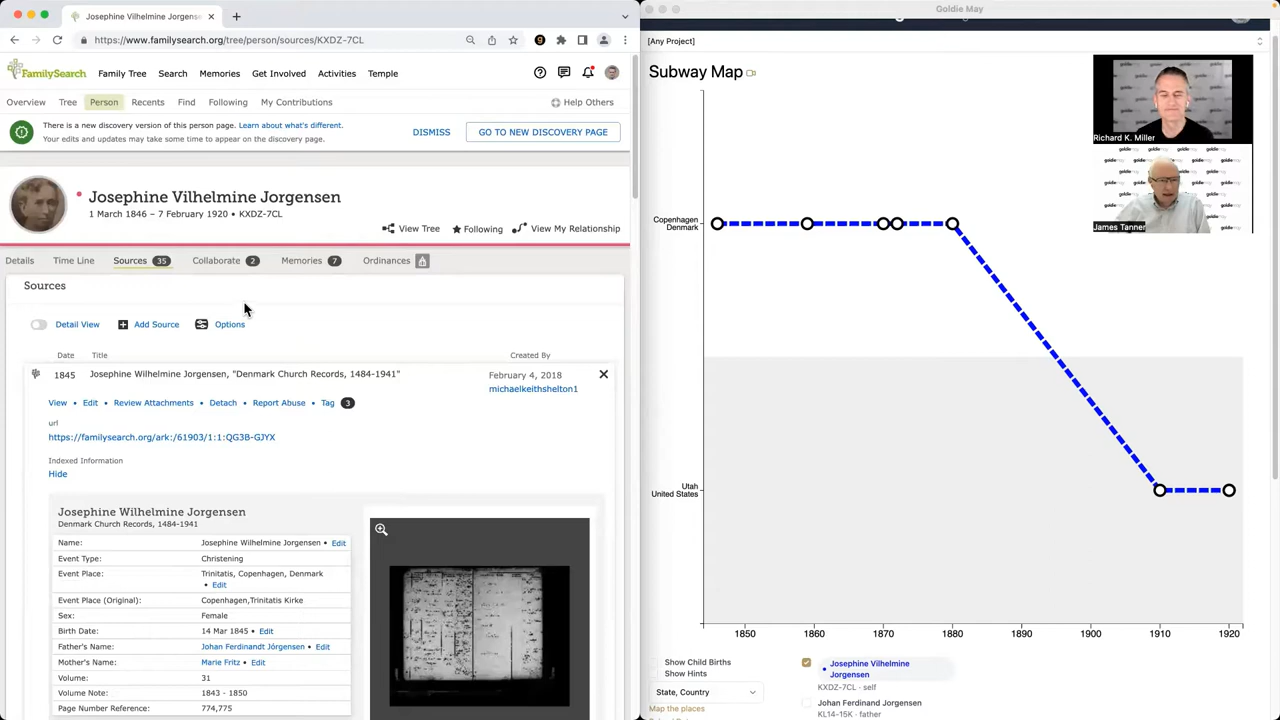 Josephine Vilhelmine Jorgens
https://www.familysearch.org/tree/person/sources/KXDZ-7CL
FamilySearch
Family Tree
Search
Memories
Get Involved
Activities
Temple
Overview
Tree
Person
Recents
Find
Following
My Contributions
Help Others
There is a new discovery version of this person page. Learn about what's different.
Your edits and updates may take some time to appear on the discovery page.
DISMISS
GO TO NEW DISCOVERY PAGE
Josephine Vilhelmine Jorgensen
1 March 1846 – 7 February 1920 • KXDZ-7CL
View Tree
Following
View My Relationship
Details
Time Line
Sources 35
Collaborate 2
Memories 7
Ordinances
Sources
Detail View
Add Source
Options
Date
Title
Created By
1845
Josephine Wilhelmine Jorgensen, "Denmark Church Records, 1484-1941"
February 4, 2018
michaelkeithshelton1
View • Edit • Review Attachments • Detach • Report Abuse • Tag 3
url
https://familysearch.org/ark:/61903/1:1:QG3B-GJYX
Indexed Information
Hide
Josephine Wilhelmine Jorgensen
Denmark Church Records, 1484-1941
Name: Josephine Wilhelmine Jorgensen • Edit
Event Type: Christening
Event Place: Trinitatis, Copenhagen, Denmark
• Edit
Event Place (Original): Copenhagen,Trinitatis Kirke
Sex: Female
Birth Date: 14 Mar 1845 • Edit
Father's Name: Johan Ferdinandt Jörgensen • Edit
Mother's Name: Marie Fritz • Edit
Volume: 31
Volume Note: 1843 - 1850
Page Number Reference: 774,775
Goldie May
[Any Project]
Subway Map
goldie may
Richard K. Miller
James Tanner
Copenhagen
Denmark
Utah
United States
1850
1860
1870
1880
1890
1900
1910
1920
Show Child Births
Show Hints
State, Country
Map the places
Josephine Vilhelmine
Jorgensen
KXDZ-7CL · self
Johan Ferdinand Jorgensen
KL14-15K · father